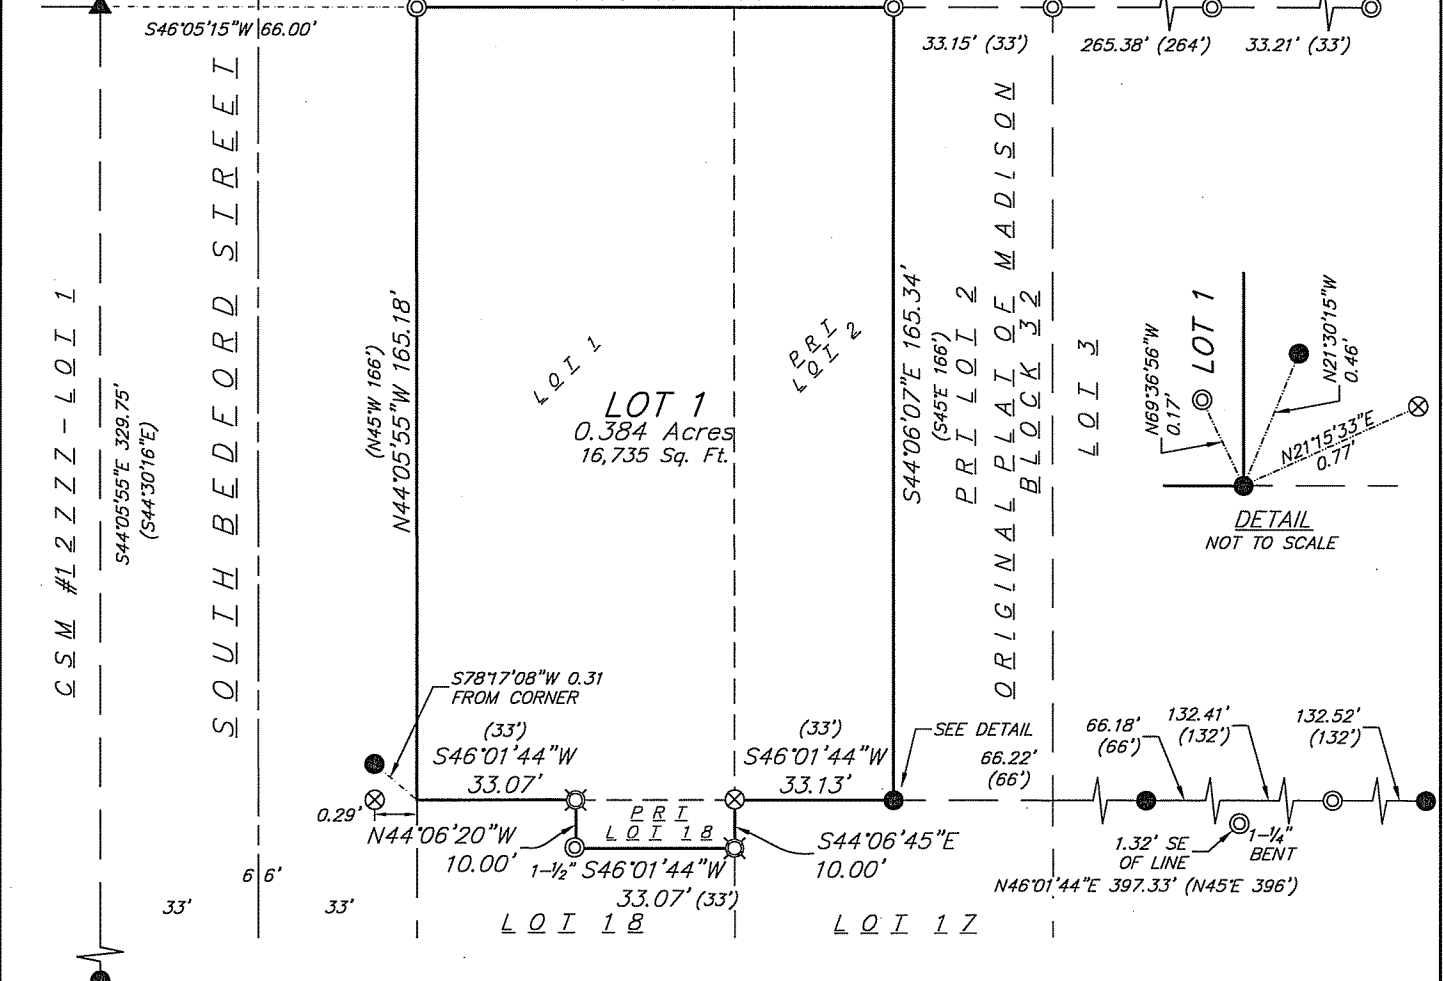 S46°05'15"W 66.00'
33.15' (33')
265.38' (264')
33.21' (33')
CSM #12777 - LOT 1
S44°05'55"E 329.75'
(S44°30'16"E)
SOUTH BEDFORD STREET
(N45°W 166')
N44°05'55"W 165.18'
LOT 1
PRT
LOT 2
LOT 1
0.384 Acres
16,735 Sq. Ft.
S44°06'07"E 165.34'
(S45°E 166')
PRT LOT 2
ORIGINAL PLAT OF MADISON
BLOCK 32
LOT 3
N69°36'56"W
0.17'
LOT 1
N21°30'15"W
0.46'
N21°15'33"E
0.77'
DETAIL
NOT TO SCALE
S78°17'08"W 0.31
FROM CORNER
(33')
S46°01'44"W
33.07'
(33')
S46°01'44"W
33.13'
SEE DETAIL
66.22'
(66')
66.18'
(66')
132.41'
(132')
132.52'
(132')
0.29'
N44°06'20"W
10.00'
PRT
LOT 18
1-1/2"
S46°01'44"W
33.07' (33')
S44°06'45"E
10.00'
1.32' SE
OF LINE
1-1/4"
BENT
N46°01'44"E 397.33' (N45°E 396')
66'
33'
33'
LOT 18
LOT 17